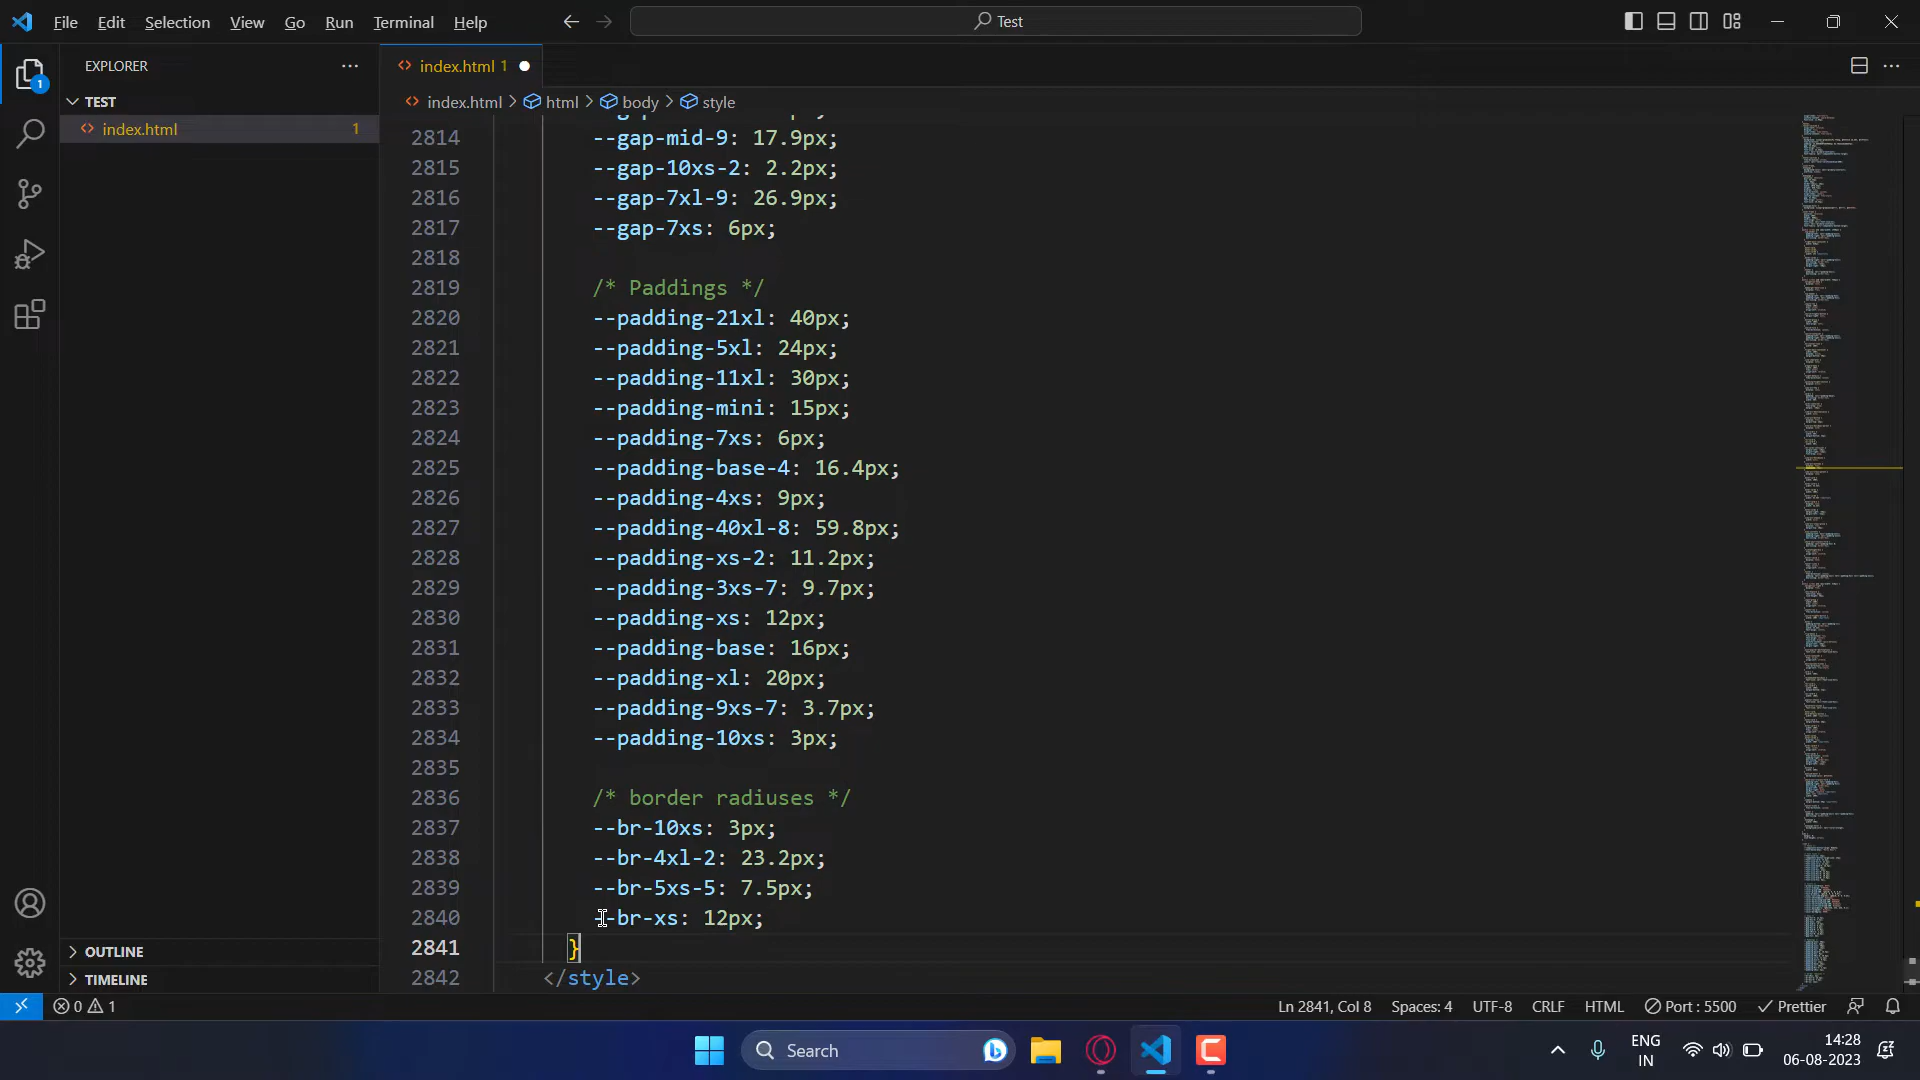 File Edit Selection View Go Run Terminal Help
Test
EXPLORER
index.html 1
TEST
index.html > html > body > style
index.html 1
1
2814 --gap-mid-9: 17.9px;
2815 --gap-10xs-2: 2.2px;
2816 --gap-7xl-9: 26.9px;
2817 --gap-7xs: 6px;
2818
2819 /* Paddings */
2820 --padding-21xl: 40px;
2821 --padding-5xl: 24px;
2822 --padding-11xl: 30px;
2823 --padding-mini: 15px;
2824 --padding-7xs: 6px;
2825 --padding-base-4: 16.4px;
2826 --padding-4xs: 9px;
2827 --padding-40xl-8: 59.8px;
2828 --padding-xs-2: 11.2px;
2829 --padding-3xs-7: 9.7px;
2830 --padding-xs: 12px;
2831 --padding-base: 16px;
2832 --padding-xl: 20px;
2833 --padding-9xs-7: 3.7px;
2834 --padding-10xs: 3px;
2835
2836 /* border radiuses */
2837 --br-10xs: 3px;
2838 --br-4xl-2: 23.2px;
2839 --br-5xs-5: 7.5px;
2840 --br-xs: 12px;
2841 }
2842 </style>
OUTLINE
TIMELINE
0 1
Ln 2841, Col 8 Spaces: 4 UTF-8 CRLF HTML Port : 5500 Prettier
Search
ENG
IN
14:28
06-08-2023